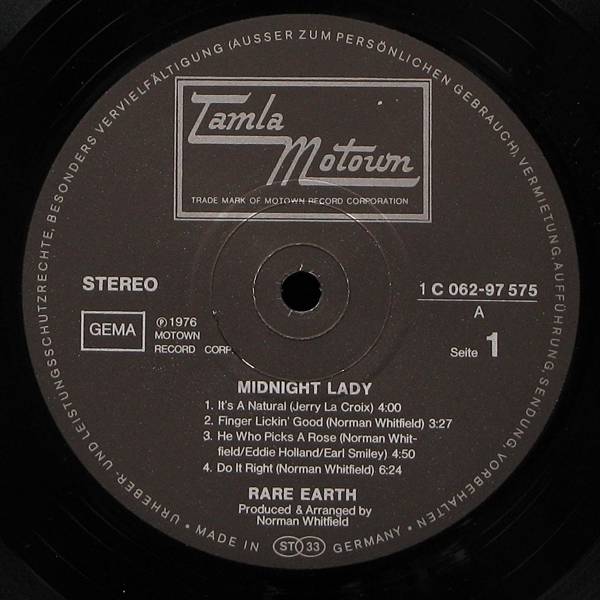 URHEBER- UND LEISTUNGSSCHUTZRECHTE, BESONDERS VERVIELFÄLTIGUNG (AUSSER ZUM PERSÖNLICHEN GEBRAUCH), VERMIETUNG, AUFFÜHRUNG, SENDUNG, VORBEHALTEN
Tamla
Motown
TRADE MARK OF MOTOWN RECORD CORPORATION
STEREO
1 C 062-97 575
A
GEMA
℗ 1976
MOTOWN
RECORD CORP.
Seite 1
MIDNIGHT LADY
1. It's A Natural (Jerry La Croix) 4:00
2. Finger Lickin' Good (Norman Whitfield) 3:27
3. He Who Picks A Rose (Norman Whit-
field/Eddie Holland/Earl Smiley) 4:50
4. Do It Right (Norman Whitfield) 6:24
RARE EARTH
Produced & Arranged by
Norman Whitfield
• MADE IN ST 33 GERMANY •